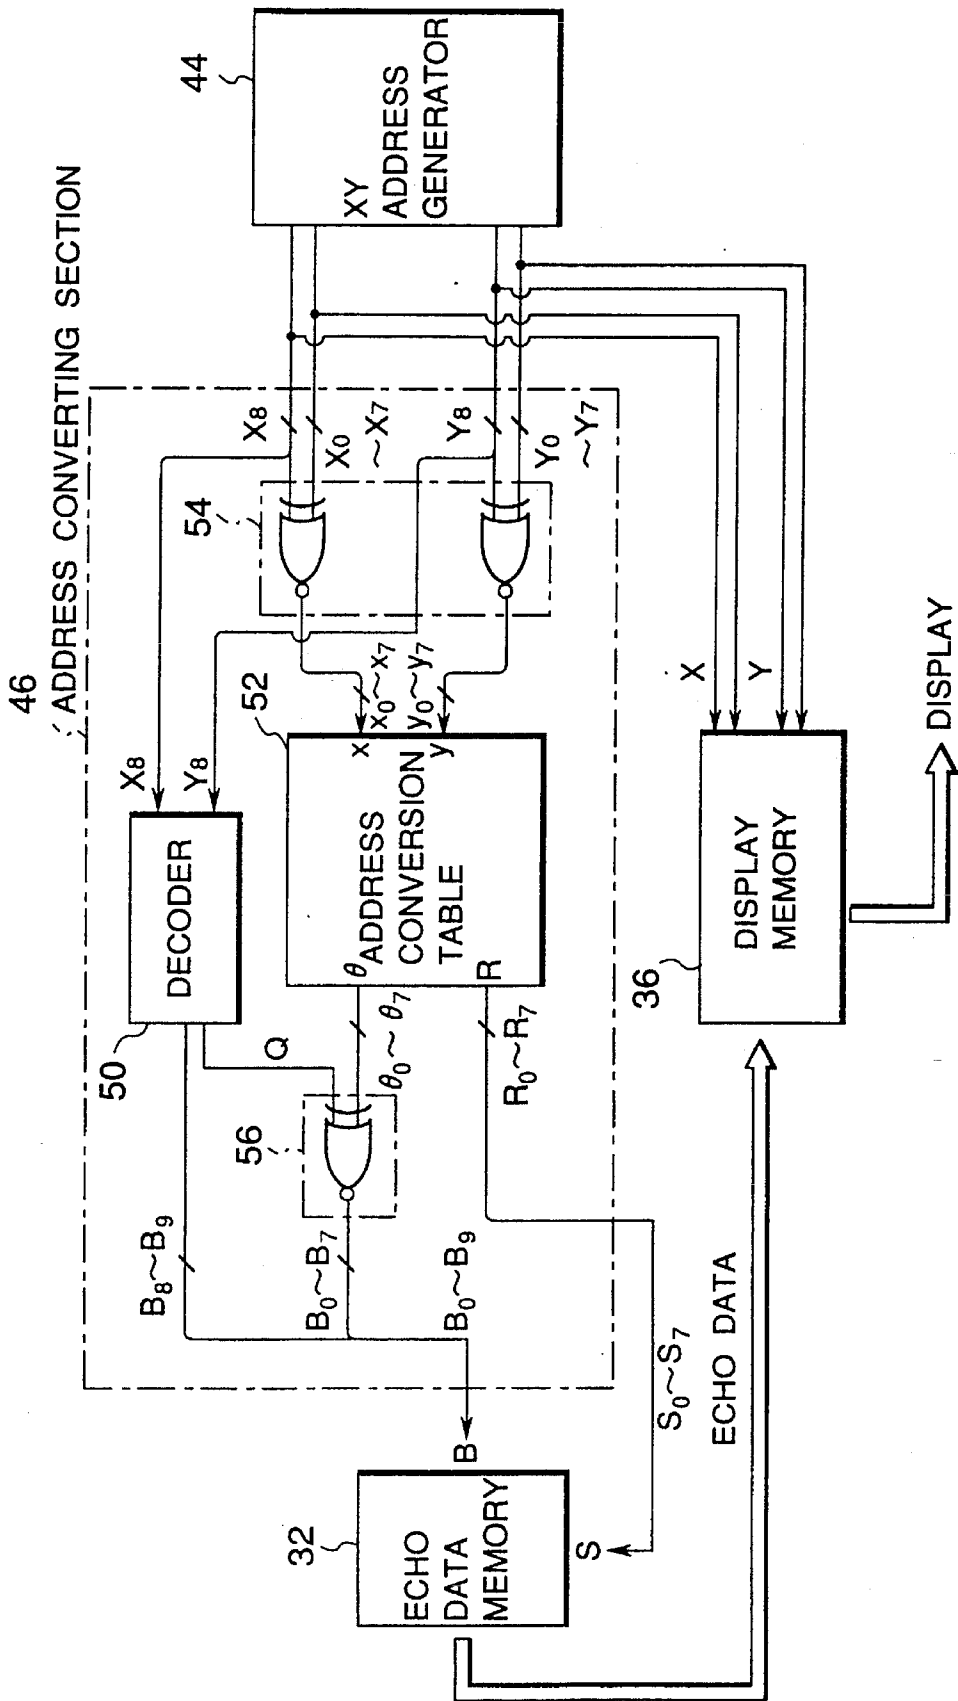 46
ADDRESS CONVERTING SECTION
44
XY
ADDRESS
GENERATOR
X8
X0
~X7
Y8
Y0
~Y7
54
X8
Y8
DECODER
50
Q
x0~x7
y0~y7
52
x
y
θ
ADDRESS
CONVERSION
TABLE
R
θ0~θ7
R0~R7
56
B8~B9
B0~B7
B0~B9
B
32
ECHO
DATA
MEMORY
S
S0~S7
ECHO DATA
X
Y
36
DISPLAY
MEMORY
DISPLAY